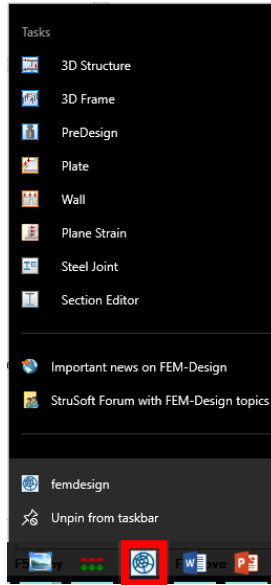 Tasks
3D Structure
3D Frame
PreDesign
Plate
Wall
Plane Strain
Steel Joint
Section Editor
Important news on FEM-Design
StruSoft Forum with FEM-Design topics
femdesign
Unpin from taskbar